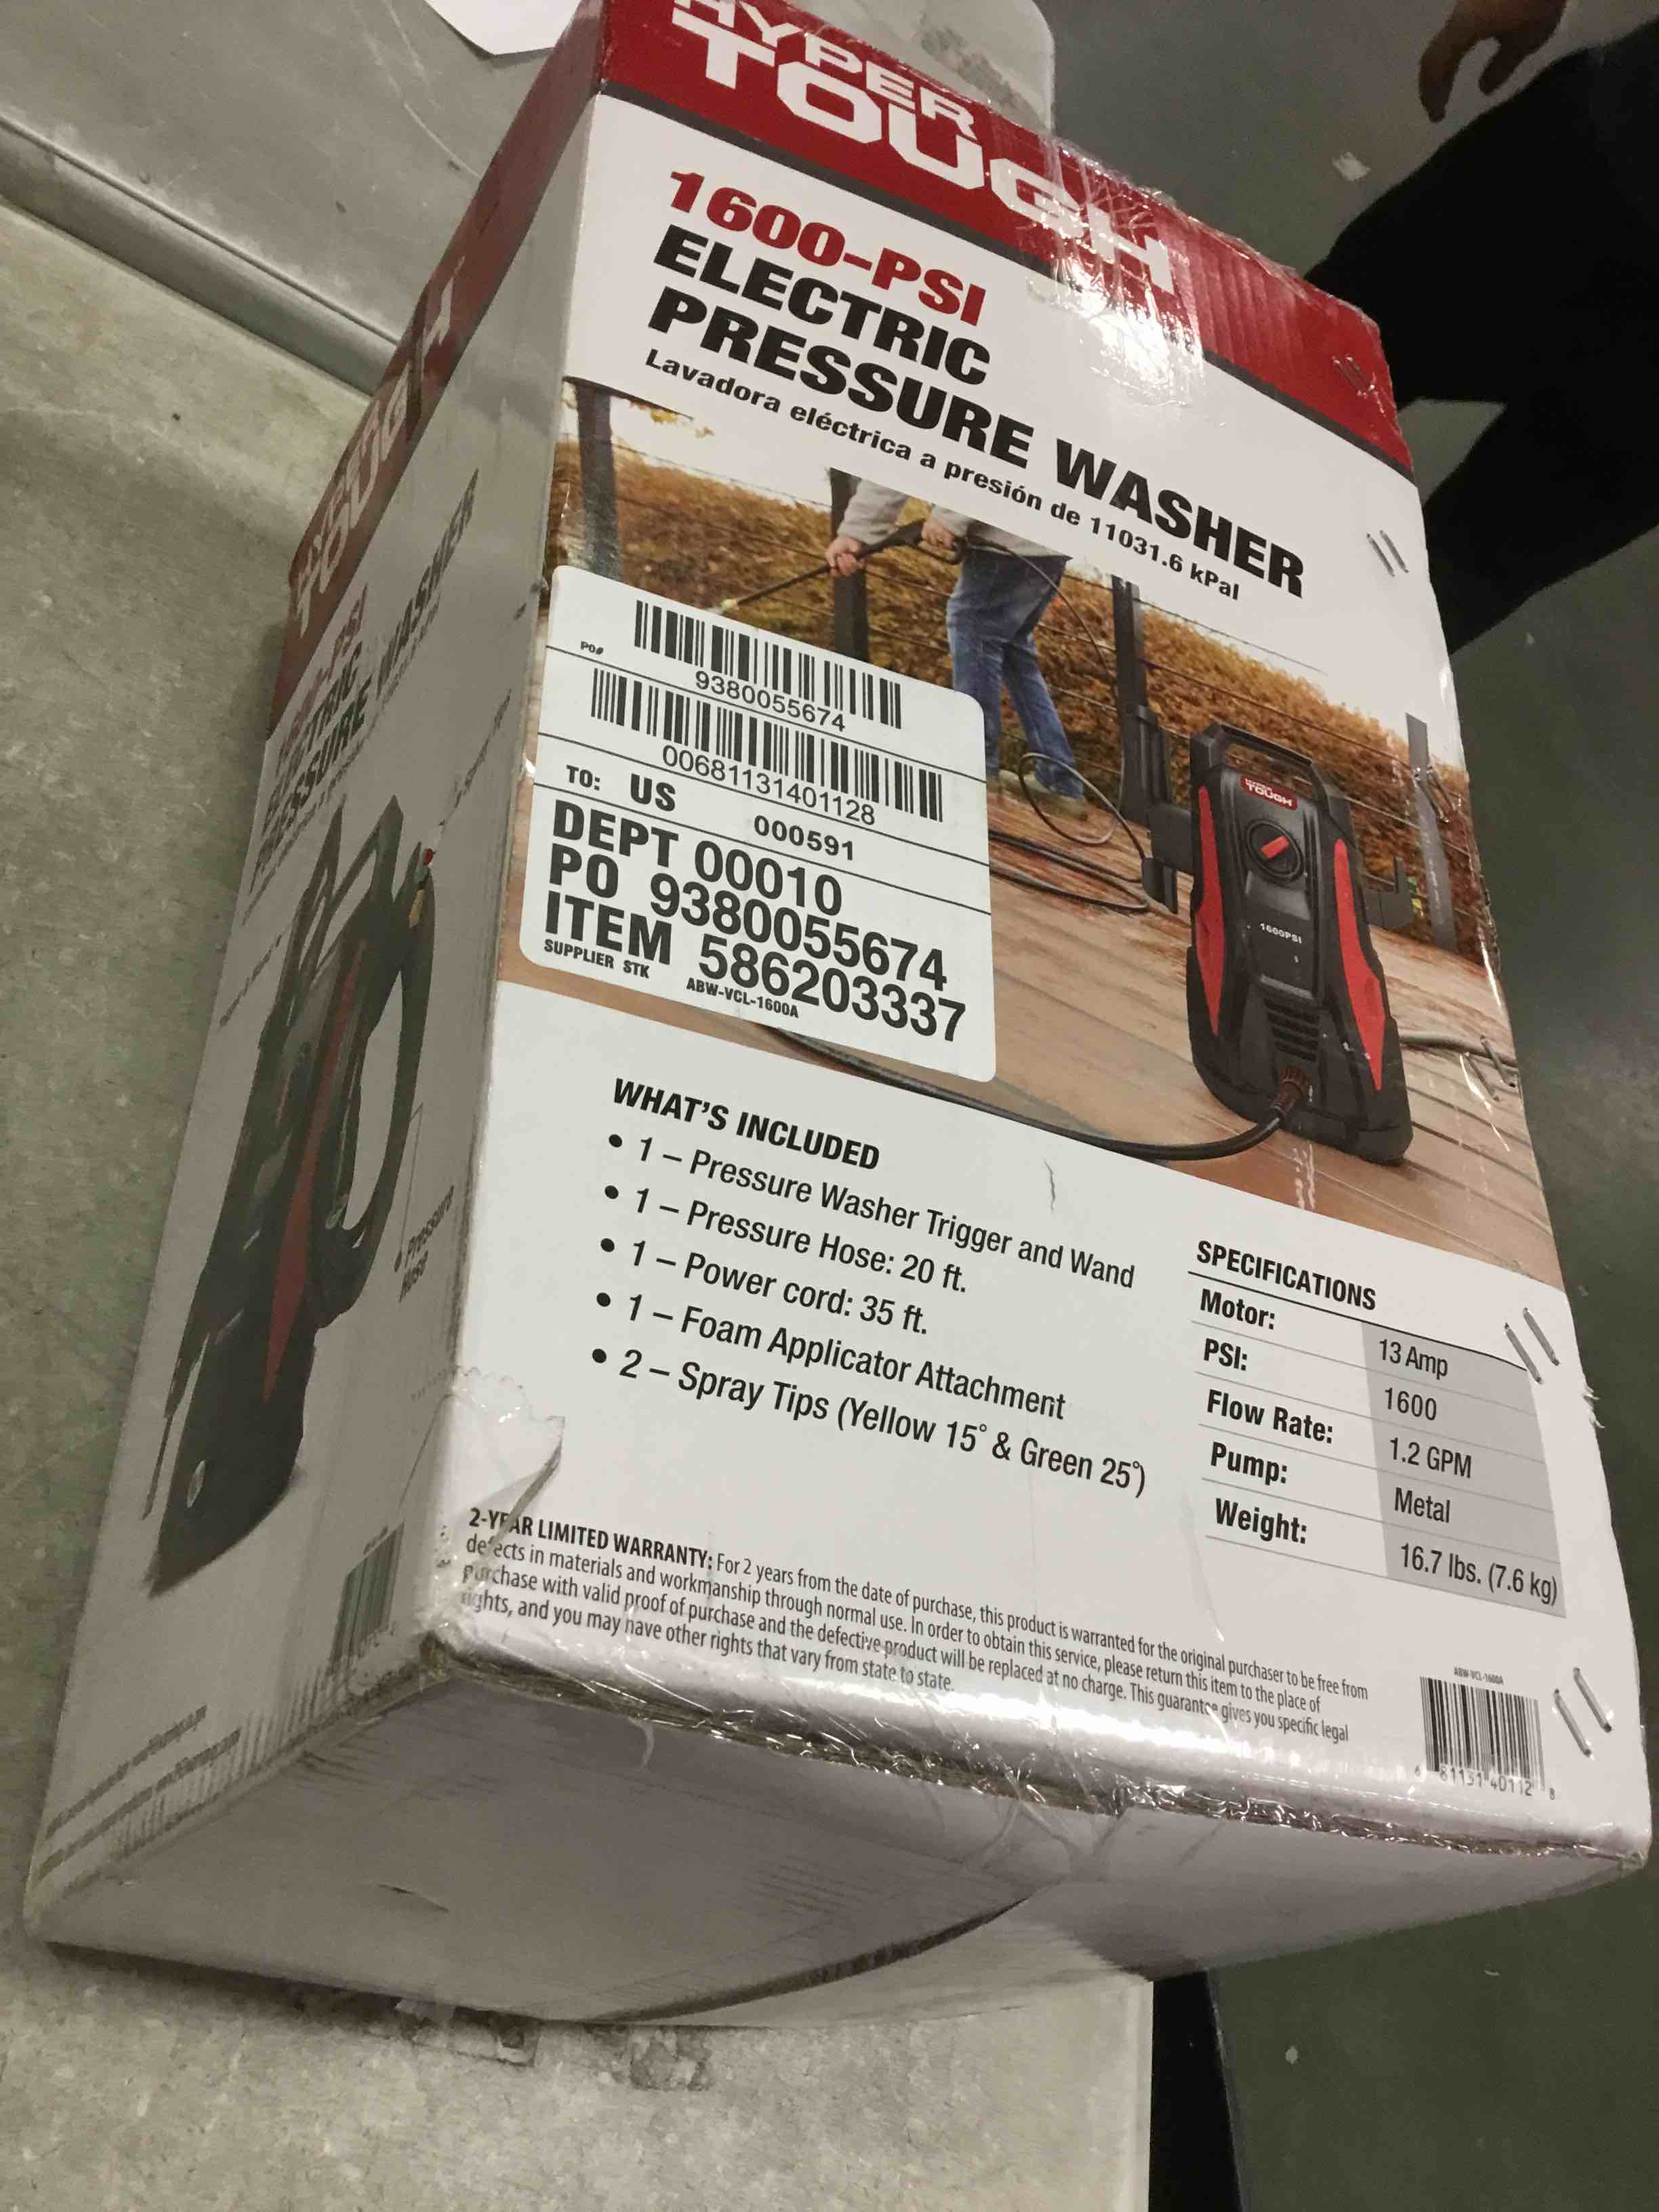 HYPER
TOUGH
1600-PSI
ELECTRIC
PRESSURE WASHER
Lavadora eléctrica a presión de 11031.6 kPal
PO#
9380055674
00681131401128
TO: US 000591
DEPT 00010
PO 9380055674
ITEM 586203337
SUPPLIER STK ABW-VCL-1600A
TOUGH
1600PSI
WHAT'S INCLUDED
• 1 – Pressure Washer Trigger and Wand
• 1 – Pressure Hose: 20 ft.
• 1 – Power cord: 35 ft.
• 1 – Foam Applicator Attachment
• 2 – Spray Tips (Yellow 15° & Green 25°)
SPECIFICATIONS
Motor: 13 Amp
PSI: 1600
Flow Rate: 1.2 GPM
Pump: Metal
Weight: 16.7 lbs. (7.6 kg)
2-YEAR LIMITED WARRANTY: For 2 years from the date of purchase, this product is warranted for the original purchaser to be free from
defects in materials and workmanship through normal use. In order to obtain this service, please return this item to the place of
purchase with valid proof of purchase and the defective product will be replaced at no charge. This guarantee gives you specific legal
rights, and you may have other rights that vary from state to state.
ABW-VCL-1600A
6 81131 40112 8
TOUGH
ELECTRIC
PRESSURE WASHER
• Pressure